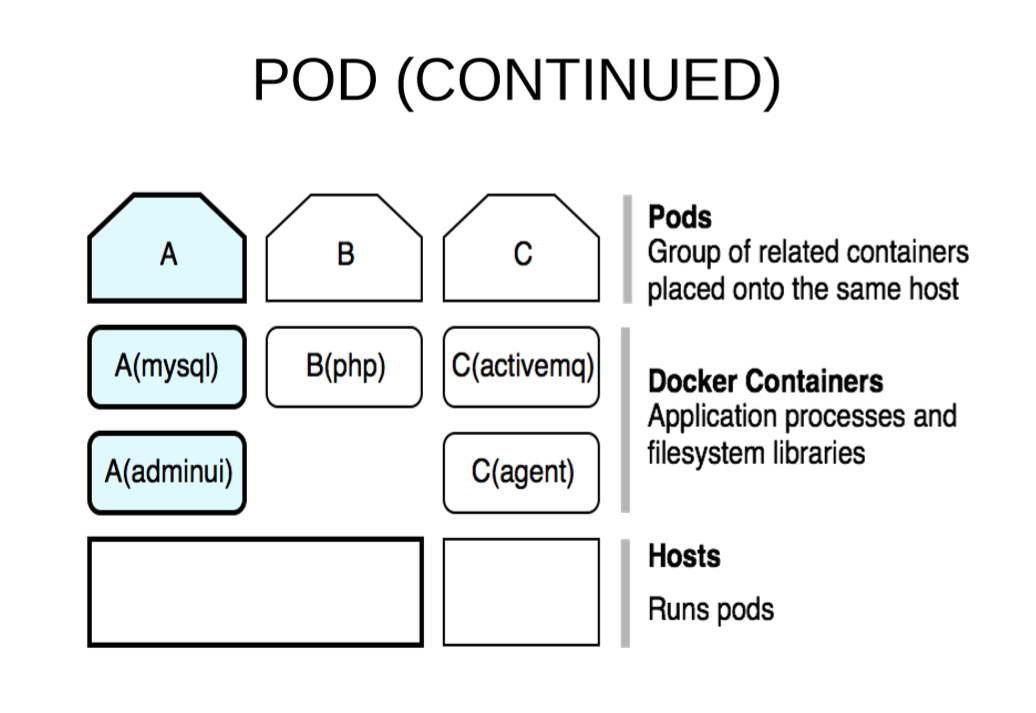 POD (CONTINUED)
A
B
C
Pods
Group of related containers
placed onto the same host
A(mysql)
B(php)
C(activemq)
A(adminui)
C(agent)
Docker Containers
Application processes and
filesystem libraries
Hosts
Runs pods